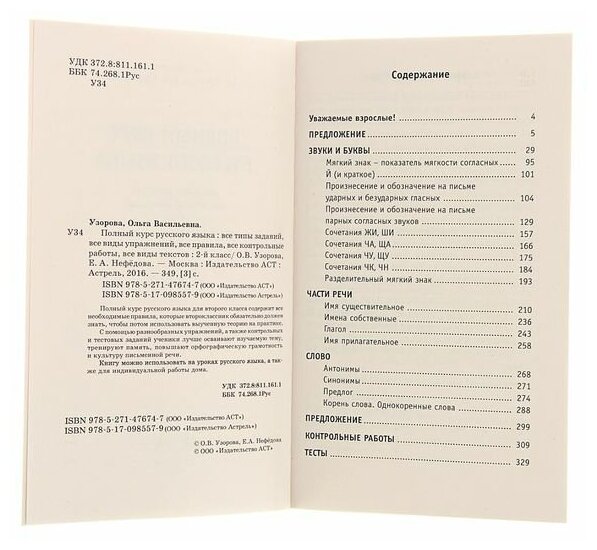 УДК 372.8:811.161.1
ББК 74.268.1Рус
У34
Узорова, Ольга Васильевна.
У34 Полный курс русского языка : все типы заданий,
все виды упражнений, все правила, все контрольные
работы, все виды текстов : 2-й класс/ О.В. Узорова,
Е.А. Нефёдова. — Москва : Издательство АСТ :
Астрель, 2016. — 349, [3] с.
ISBN 978-5-271-47674-7 (ООО «Издательство АСТ»)
ISBN 978-5-17-098557-9 (ООО «Издательство Астрель»)
Полный курс русского языка для второго класса содержит все
необходимые правила, которые второклассник обязательно должен
знать, чтобы потом использовать выученную теорию на практике.
С помощью разнообразных упражнений, а также контрольных
и тестовых заданий ученики лучше осваивают изучаемую тему,
тренируют память, повышают орфографическую грамотность
и культуру письменной речи.
Книгу можно использовать на уроках русского языка, а так-
же для индивидуальной работы дома.
УДК 372.8:811.161.1
ББК 74.268.1Рус
ISBN 978-5-271-47674-7 (ООО «Издательство АСТ»)
ISBN 978-5-17-098557-9 (ООО «Издательство Астрель»)
© О.В. Узорова, Е.А. Нефёдова
© ООО «Издательство АСТ»
Содержание
Уважаемые взрослые! 4
ПРЕДЛОЖЕНИЕ 5
ЗВУКИ И БУКВЫ 29
Мягкий знак – показатель мягкости согласных 95
Й (и краткое) 101
Произнесение и обозначение на письме
ударных и безударных гласных 104
Произнесение и обозначение на письме
парных согласных звуков 129
Сочетания ЖИ, ШИ 157
Сочетания ЧА, ЩА 166
Сочетания ЧУ, ЩУ 175
Сочетания ЧК, ЧН 184
Разделительный мягкий знак 193
ЧАСТИ РЕЧИ
Имя существительное 210
Имена собственные 236
Глагол 243
Имя прилагательное 258
СЛОВО
Антонимы 268
Синонимы 271
Предлог 274
Корень слова. Однокоренные слова 288
ПРЕДЛОЖЕНИЕ 299
КОНТРОЛЬНЫЕ РАБОТЫ 309
ТЕСТЫ 329